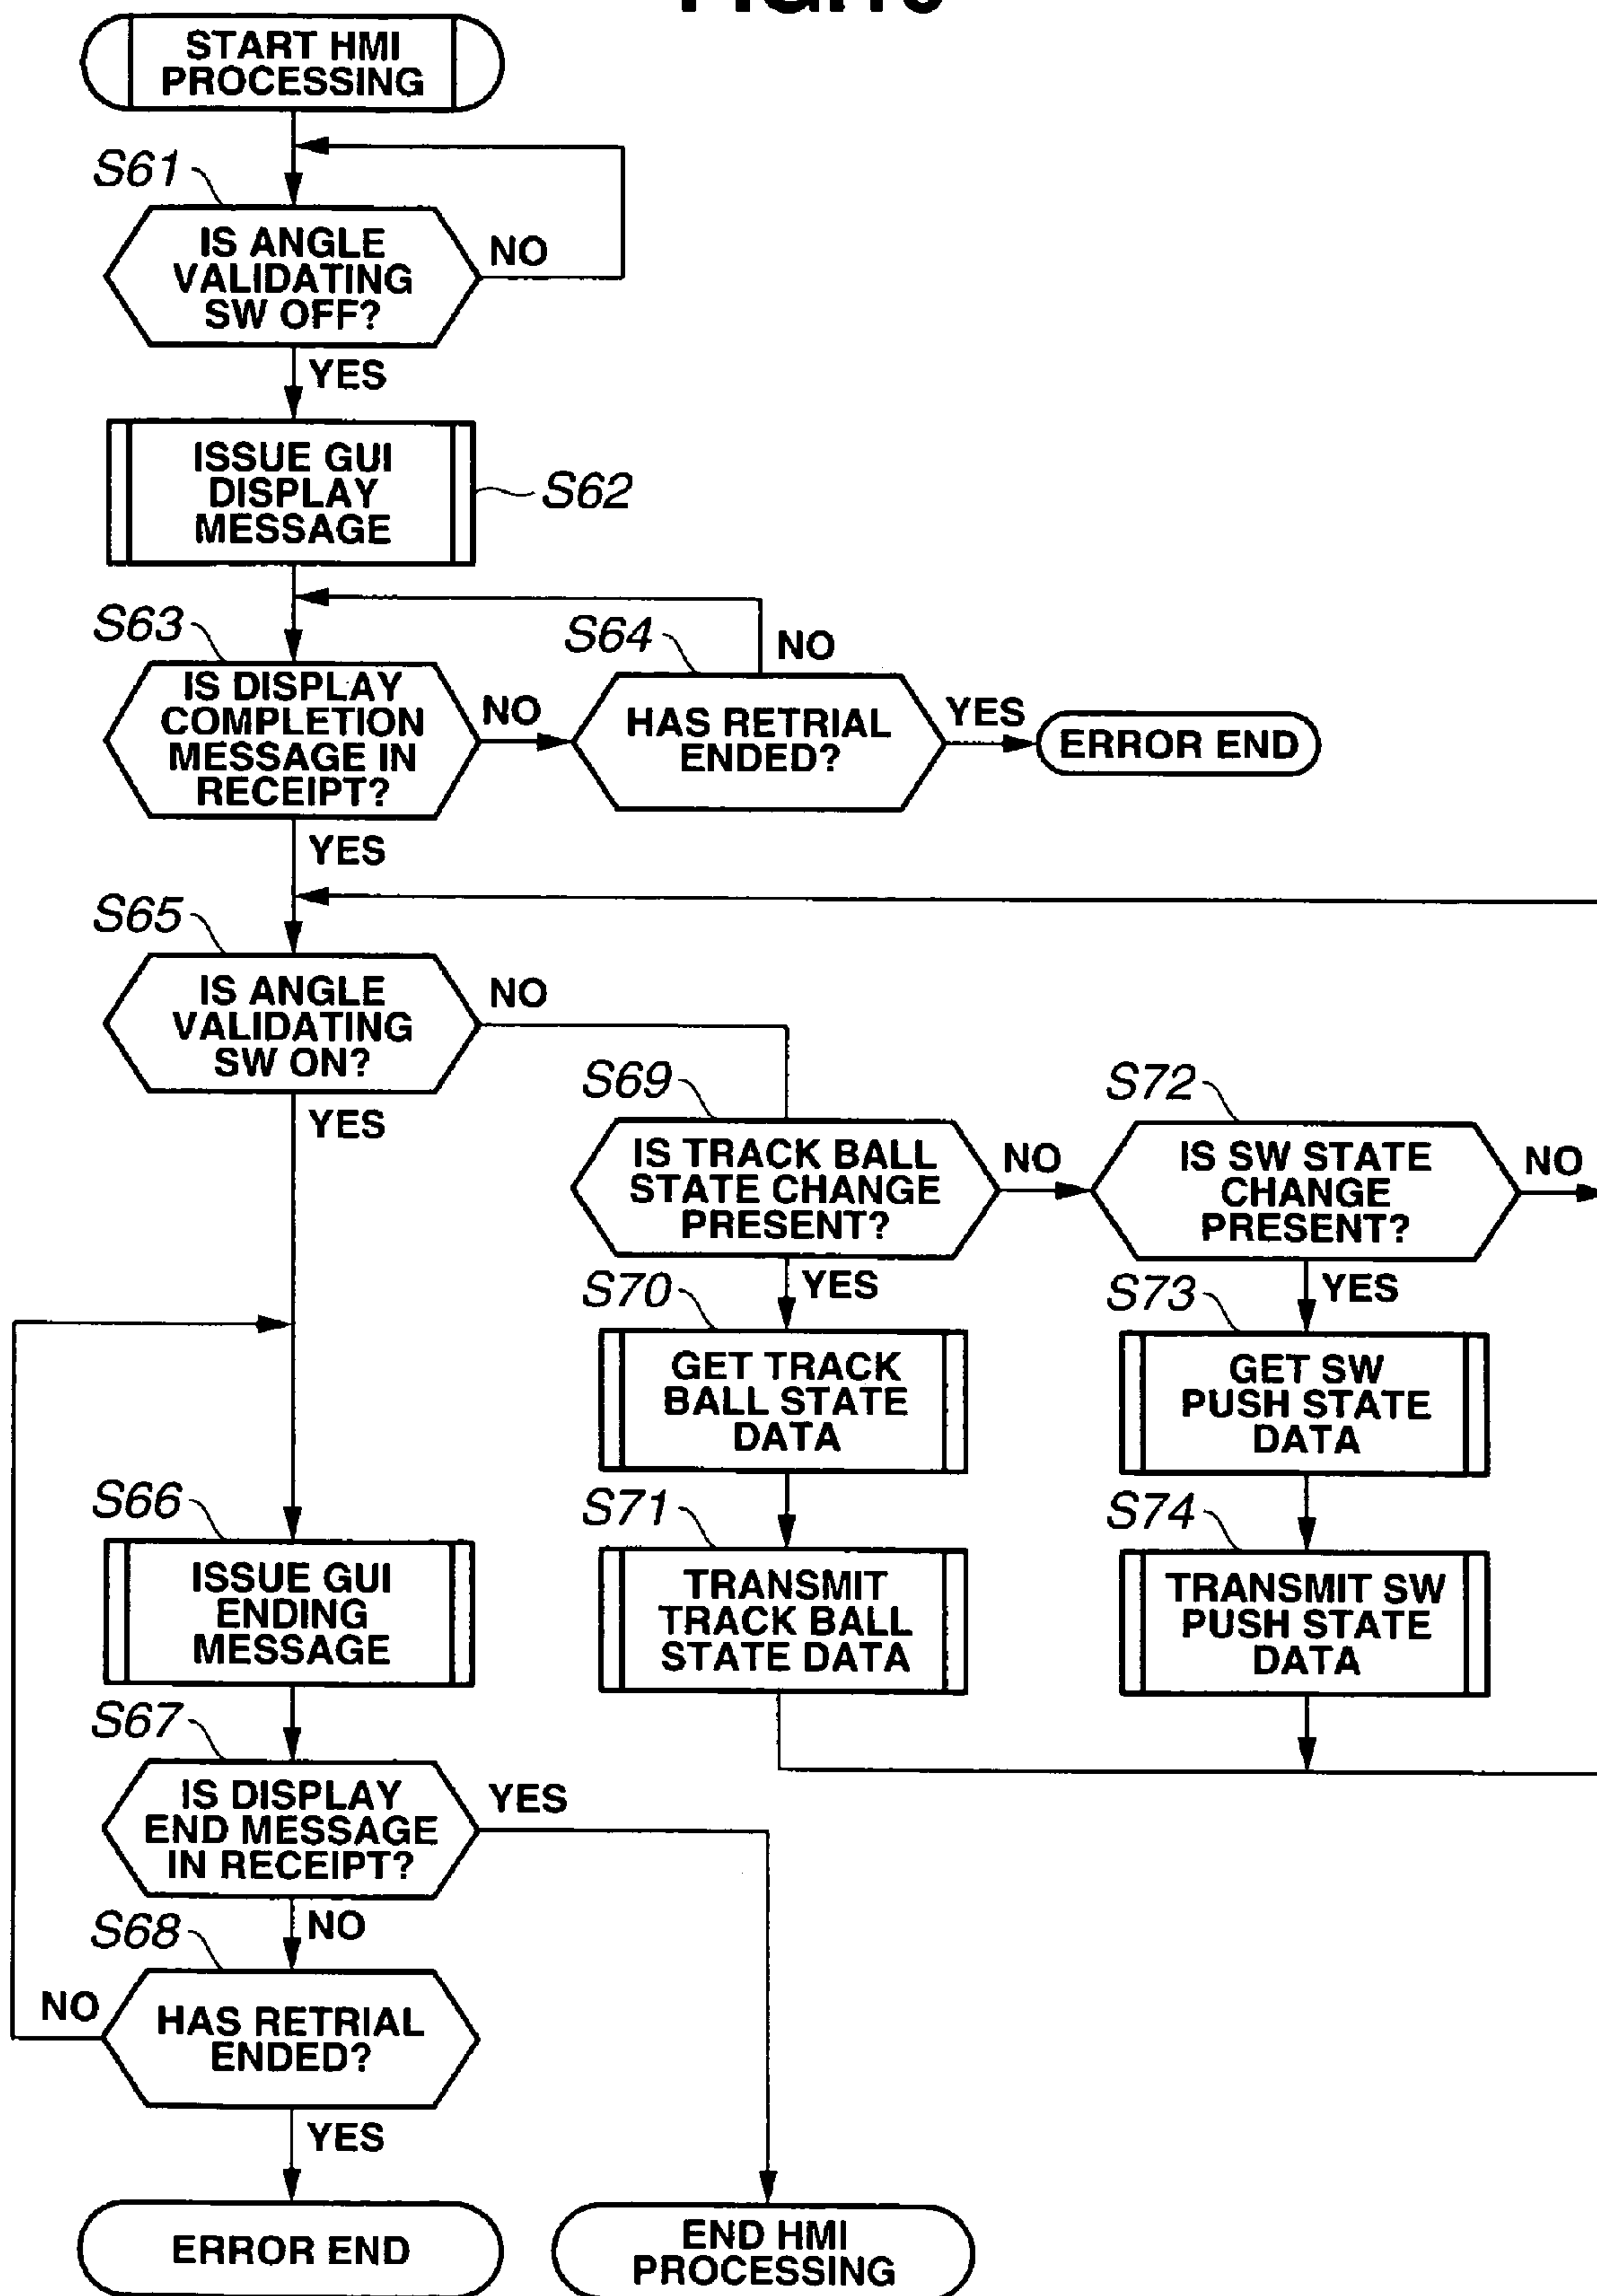 START HMI
PROCESSING
S61
IS ANGLE
VALIDATING
SW OFF?
NO
YES
ISSUE GUI
DISPLAY
MESSAGE
S62
S63
IS DISPLAY
COMPLETION
MESSAGE IN
RECEIPT?
NO
S64
HAS RETRIAL
ENDED?
NO
YES
ERROR END
YES
S65
IS ANGLE
VALIDATING
SW ON?
NO
YES
S69
IS TRACK BALL
STATE CHANGE
PRESENT?
NO
S72
IS SW STATE
CHANGE
PRESENT?
NO
YES
S70
GET TRACK
BALL STATE
DATA
YES
S73
GET SW
PUSH STATE
DATA
S66
ISSUE GUI
ENDING
MESSAGE
S71
TRANSMIT
TRACK BALL
STATE DATA
S74
TRANSMIT SW
PUSH STATE
DATA
S67
IS DISPLAY
END MESSAGE
IN RECEIPT?
YES
NO
S68
HAS RETRIAL
ENDED?
NO
YES
ERROR END
END HMI
PROCESSING